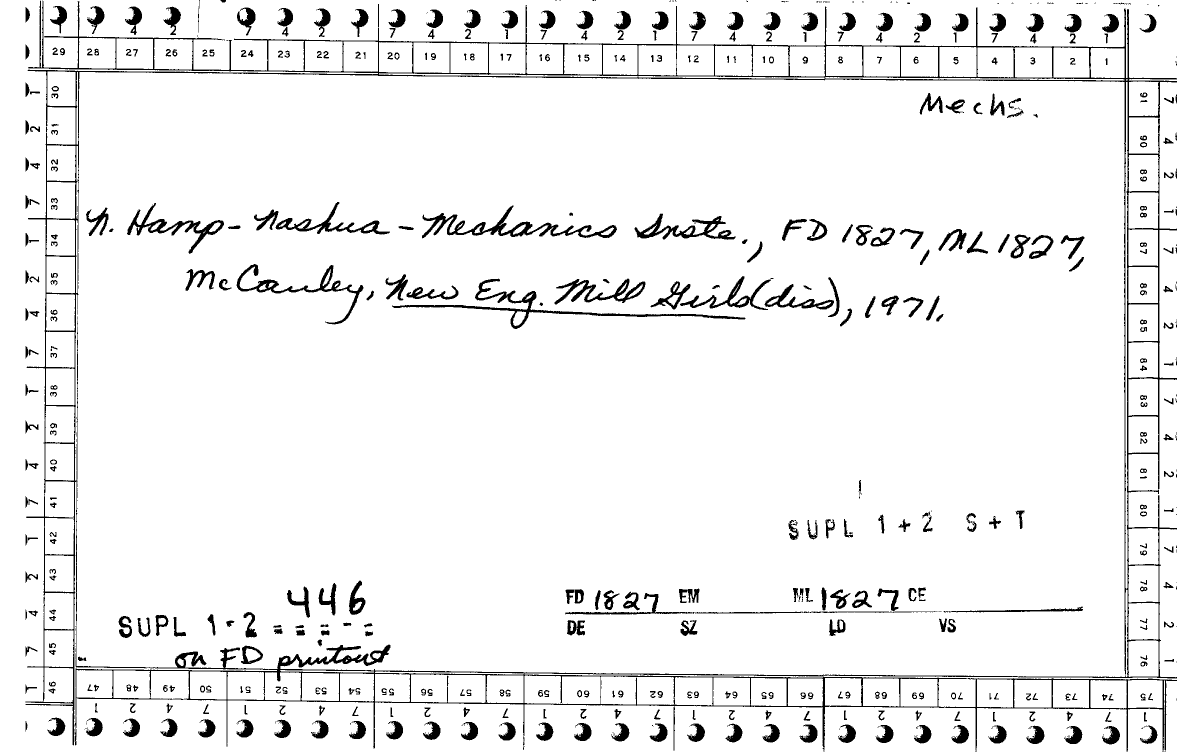 7 4 2 7 4 2 1 7 4 2 1 7 4 2 1 7 4 2 1 7 4 2 1
29 28 27 26 25 24 23 22 21 20 19 18 17 16 15 14 13 12 11 10 9 8 7 6 5 4 3 2 1
Mechs.
N. Hamp - Nashua - Mechanics Inste., FD 1827, ML 1827,
McCauley, New Eng. Mill Girls (diss), 1971.
SUPL 1 + 2 S + T
446
SUPL 1 - 2 = = = - =
on FD printout
FD 1827 EM ML 1827 CE
DE SZ LD VS
30 31 32 33 34 35 36 37 38 39 40 41 42 43 44 45 46
91 90 89 88 87 86 85 84 83 82 81 80 79 78 77 76 75
47 48 49 50 51 52 53 54 55 56 57 58 59 60 61 62 63 64 65 66 67 68 69 70 71 72 73 74
1 2 4 7 1 2 4 7 1 2 4 7 1 2 4 7 1 2 4 7 1 2 4 7 1 2 4 7 1